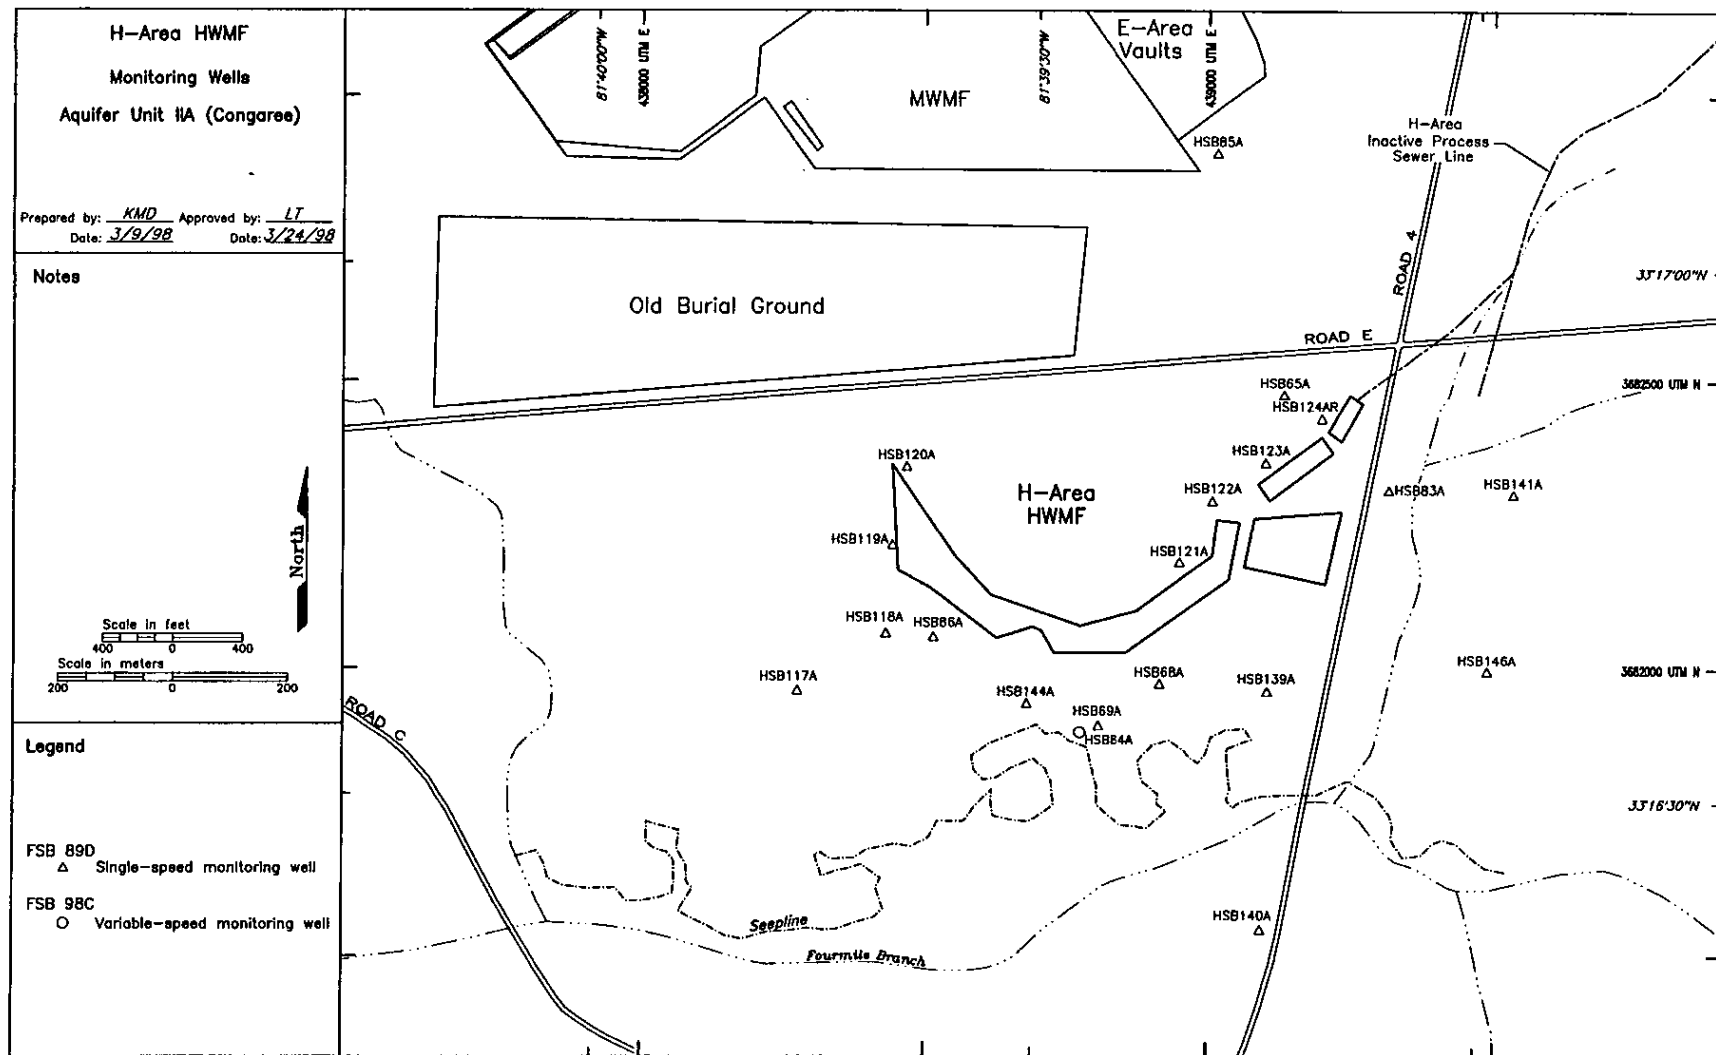 H-Area HWMF
Monitoring Wells
Aquifer Unit IIA (Congaree)
Prepared by: KMD Approved by: LT
Date: 3/9/98 Date: 3/24/98
Notes
North
Scale in feet
400 0 400
Scale in meters
200 0 200
Legend
FSB 89D
Single-speed monitoring well
FSB 98C
Variable-speed monitoring well
81°40'00"W
438000 UTM E
81°39'30"W
439000 UTM E
E-Area
Vaults
MWMF
HSB85A
H-Area
Inactive Process
Sewer Line
ROAD 4
33°17'00"N
Old Burial Ground
ROAD E
3682500 UTM N
HSB65A
HSB124AR
HSB123A
HSB120A
HSB122A
HSB83A
HSB141A
H-Area
HWMF
HSB119A
HSB121A
HSB118A
HSB86A
HSB117A
HSB144A
HSB68A
HSB139A
HSB146A
3682000 UTM N
ROAD C
HSB69A
HSB84A
33°16'30"N
HSB140A
Seepline
Fourmile Branch